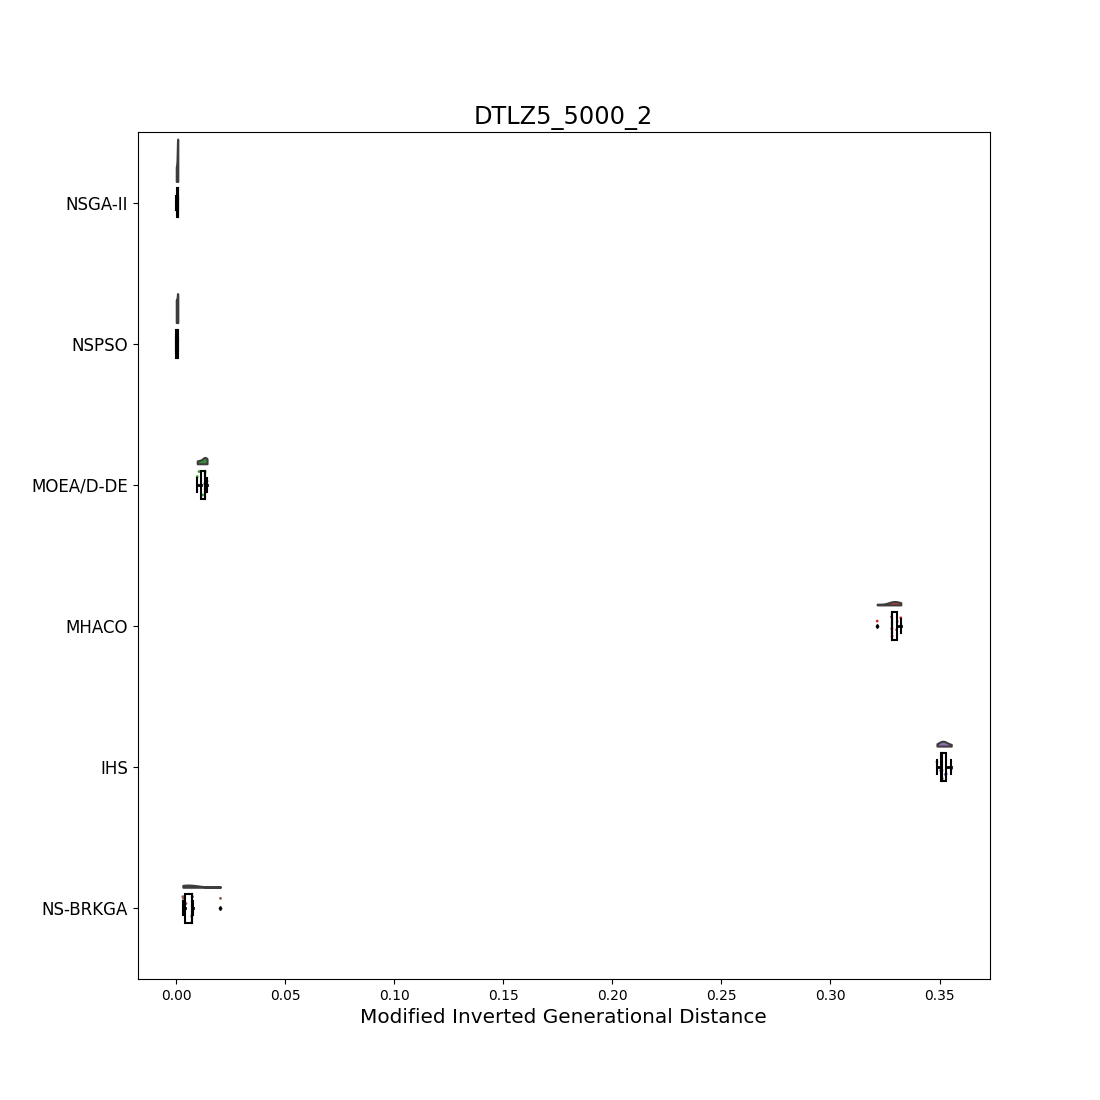 DTLZ5_5000_2
NSGA-II
NSPSO
MOEA/D-DE
MHACO
IHS
NS-BRKGA
0.00 0.05 0.10 0.15 0.20 0.25 0.30 0.35
Modified Inverted Generational Distance